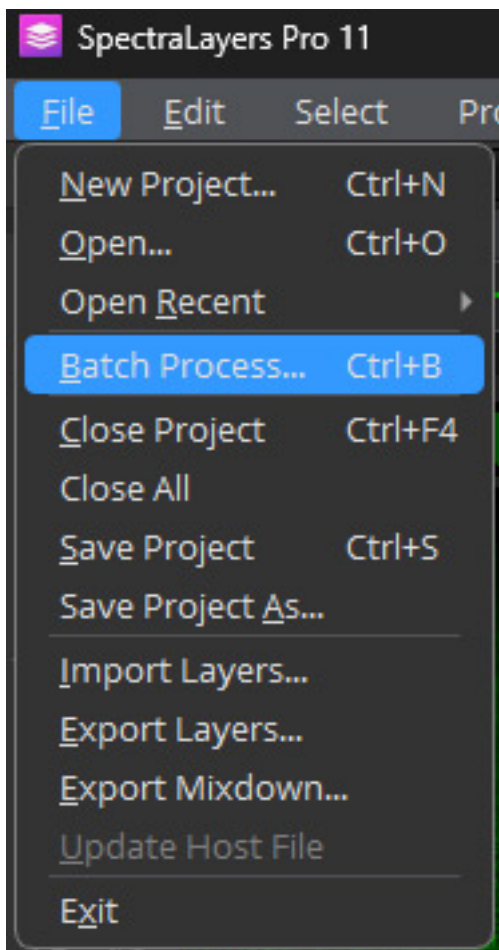 SpectraLayers Pro 11
File Edit Select Pro
New Project... Ctrl+N
Open... Ctrl+O
Open Recent
Batch Process... Ctrl+B
Close Project Ctrl+F4
Close All
Save Project Ctrl+S
Save Project As...
Import Layers...
Export Layers...
Export Mixdown...
Update Host File
Exit